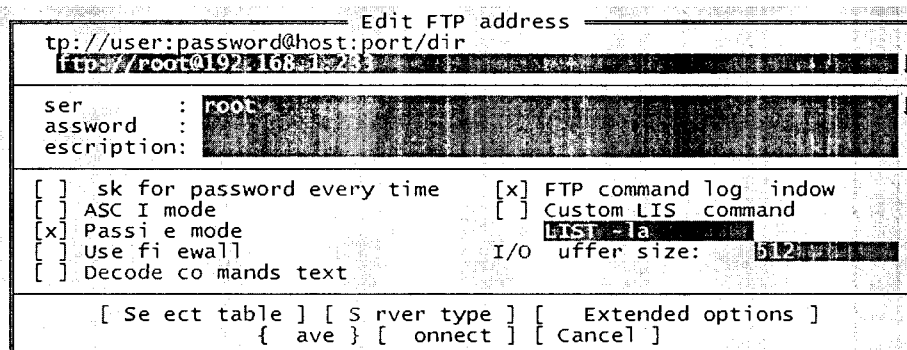 Edit FTP address
tp://user:password@host:port/dir
ftp://root@192.168.1.233
ser : root
assword :
escription:
[ ] sk for password every time [x] FTP command log indow
[ ] ASC I mode [ ] Custom LIS command
[x] Passi e mode LIST -la
[ ] Use fi ewall I/O uffer size: 512
[ ] Decode co mands text
[ Se ect table ] [ S rver type ] [ Extended options ]
{ ave } [ onnect ] [ Cancel ]